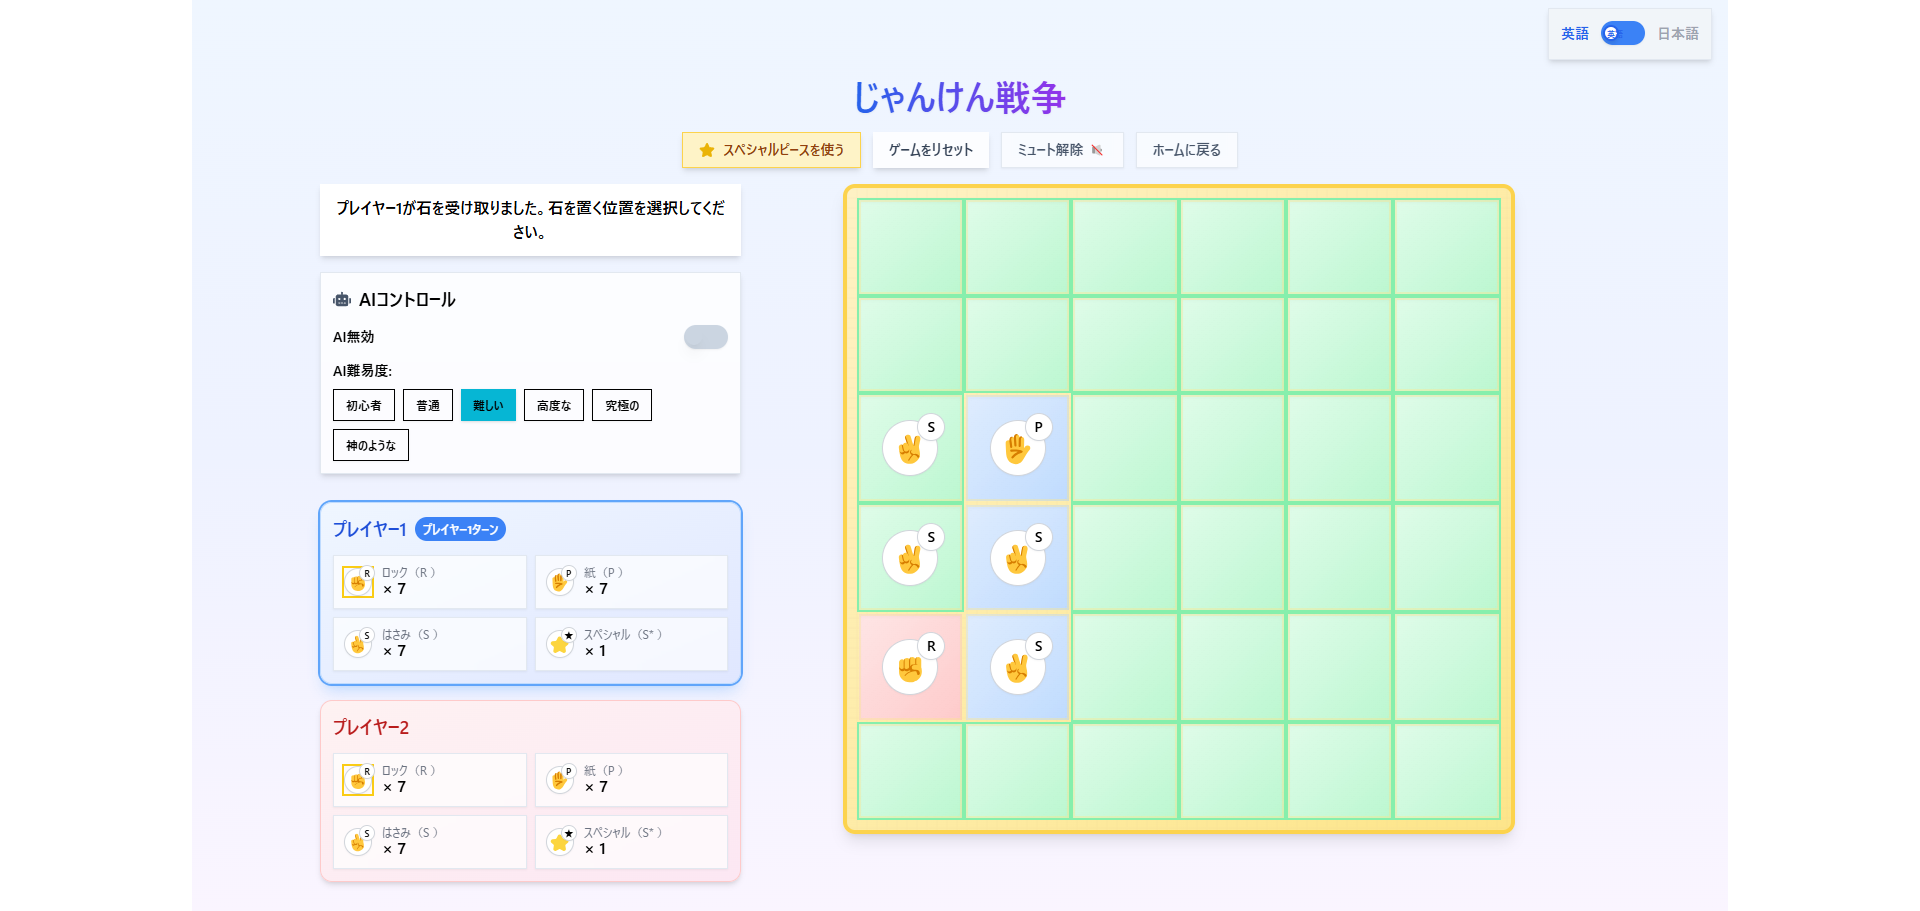 英語 英 日本語
じゃんけん戦争
スペシャルピースを使う ゲームをリセット ミュート解除 ホームに戻る
プレイヤー1が石を受け取りました。石を置く位置を選択してくだ
さい。
AIコントロール
AI無効
AI難易度:
初心者 普通 難しい 高度な 究極の
神のような
プレイヤー1 プレイヤー1ターン
R ロック（R ） × 7
P 紙（P ） × 7
S はさみ（S ） × 7
★ スペシャル（S* ） × 1
プレイヤー2
R ロック（R ） × 7
P 紙（P ） × 7
S はさみ（S ） × 7
★ スペシャル（S* ） × 1
S P
S S
R S